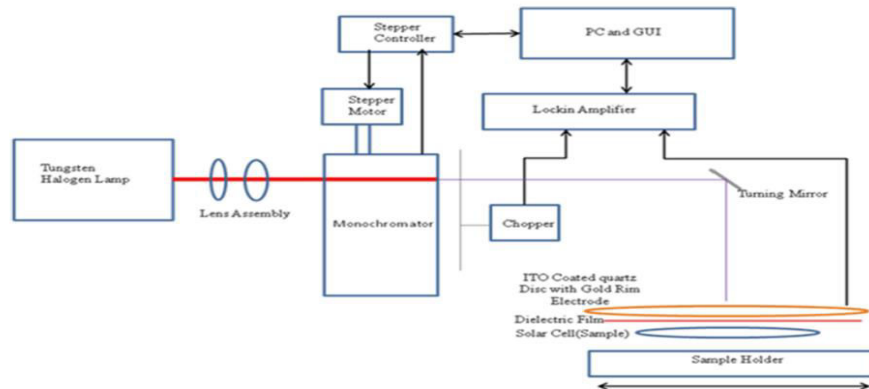 Stepper
Controller
PC and GUI
Stepper
Motor
Lockin Amplifier
Tungsten
Halogen Lamp
Lens Assembly
Monochromator
Chopper
Turning Mirror
ITO Coated quartz
Disc with Gold Rim
Electrode
Dielectric Film
Solar Cell(Sample)
Sample Holder